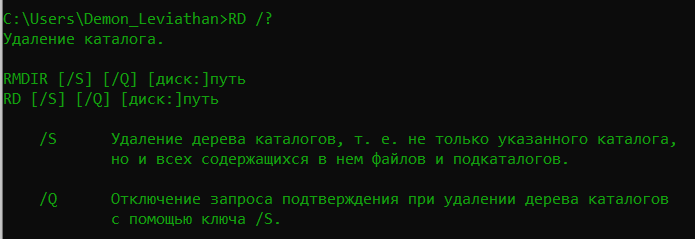 C:\Users\Demon_Leviathan>RD /?
Удаление каталога.
RMDIR [/S] [/Q] [диск:]путь
RD [/S] [/Q] [диск:]путь
/S Удаление дерева каталогов, т. е. не только указанного каталога,
но и всех содержащихся в нем файлов и подкаталогов.
/Q Отключение запроса подтверждения при удалении дерева каталогов
с помощью ключа /S.